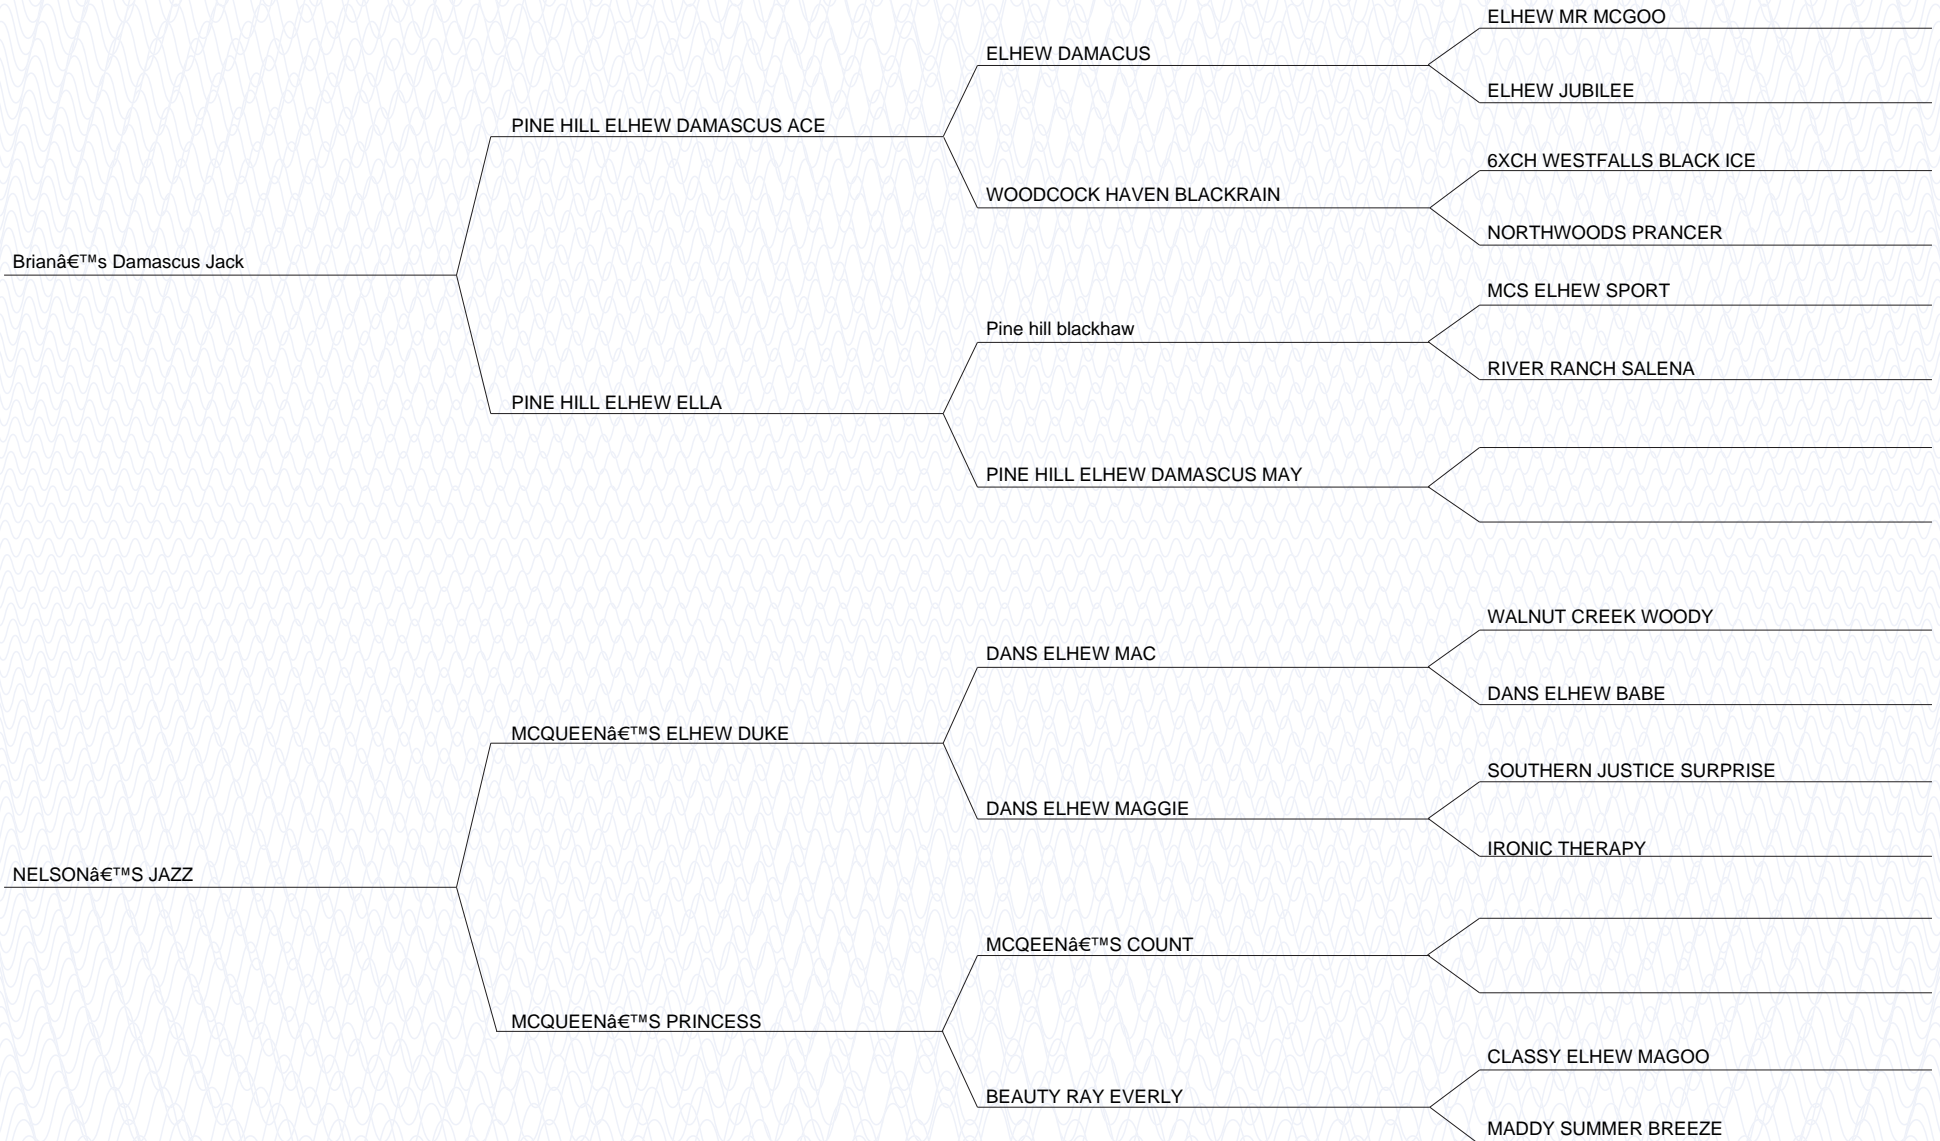 ELHEW MR MCGOO
ELHEW DAMACUS
ELHEW JUBILEE
PINE HILL ELHEW DAMASCUS ACE
6XCH WESTFALLS BLACK ICE
WOODCOCK HAVEN BLACKRAIN
NORTHWOODS PRANCER
Brianâ€™s Damascus Jack
MCS ELHEW SPORT
Pine hill blackhaw
RIVER RANCH SALENA
PINE HILL ELHEW ELLA
PINE HILL ELHEW DAMASCUS MAY
WALNUT CREEK WOODY
DANS ELHEW MAC
DANS ELHEW BABE
MCQUEENâ€™S ELHEW DUKE
SOUTHERN JUSTICE SURPRISE
DANS ELHEW MAGGIE
IRONIC THERAPY
NELSONâ€™S JAZZ
MCQEENâ€™S COUNT
MCQUEENâ€™S PRINCESS
CLASSY ELHEW MAGOO
BEAUTY RAY EVERLY
MADDY SUMMER BREEZE